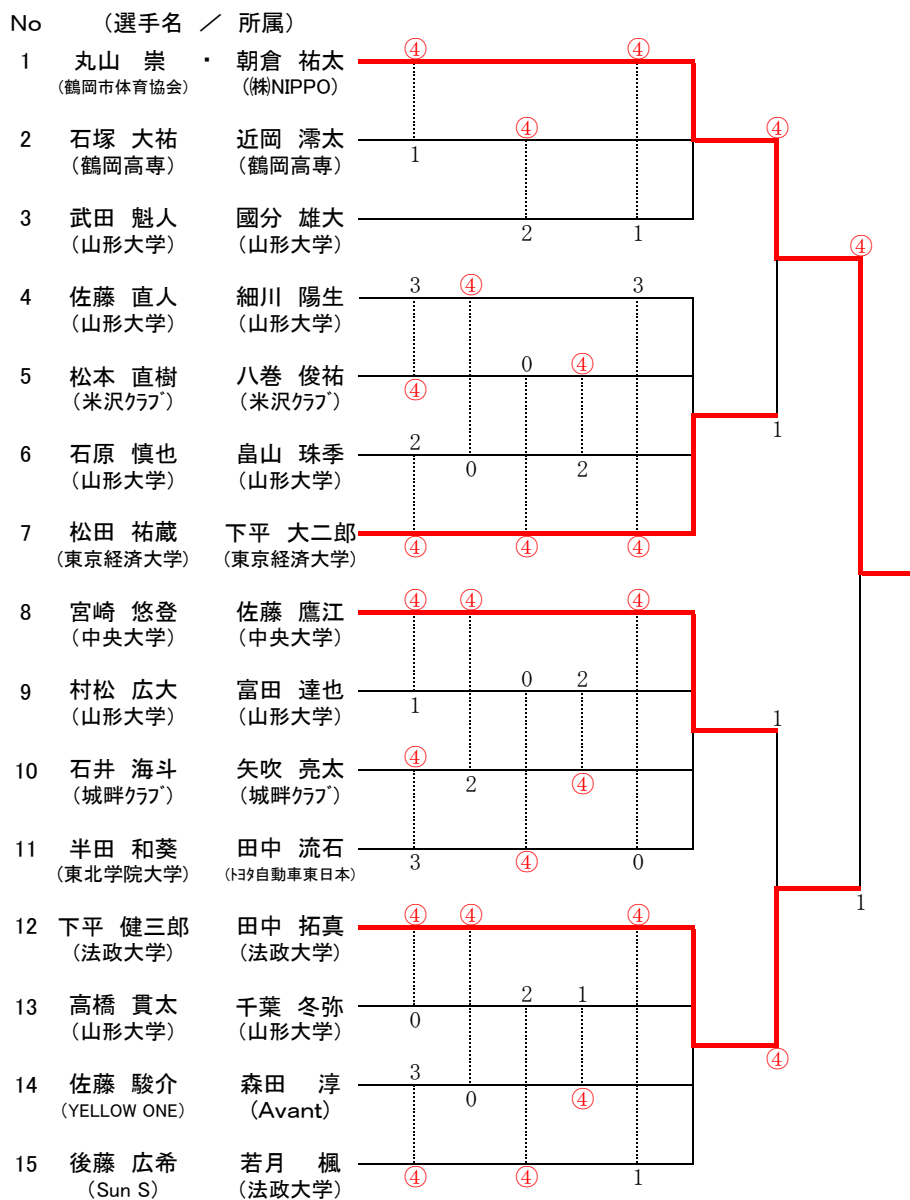 No (選手名 / 所属)
④ ④
1 丸山 崇 ・ 朝倉 祐太
(鶴岡市体育協会) (㈱NIPPO)
④ ④
2 石塚 大祐 近岡 澪太
(鶴岡高専) (鶴岡高専)
1
3 武田 魁人 國分 雄大
(山形大学) (山形大学)
2 1
④
3 ④ 3
4 佐藤 直人 細川 陽生
(山形大学) (山形大学)
0 ④
5 松本 直樹 八巻 俊祐
(米沢クラブ) (米沢クラブ)
④
1
2
6 石原 慎也 畠山 珠季
(山形大学) (山形大学)
0 2
7 松田 祐蔵 下平 大二郎
(東京経済大学) (東京経済大学)
④ ④ ④
④ ④ ④
8 宮崎 悠登 佐藤 鷹江
(中央大学) (中央大学)
0 2
9 村松 広大 富田 達也
(山形大学) (山形大学)
1
1
④
10 石井 海斗 矢吹 亮太
(城畔クラブ) (城畔クラブ)
2 ④
11 半田 和葵 田中 流石
(東北学院大学) (トヨタ自動車東日本)
3 ④ 0
1
④ ④ ④
12 下平 健三郎 田中 拓真
(法政大学) (法政大学)
2 1
13 高橋 貫太 千葉 冬弥
(山形大学) (山形大学)
0
④
3
14 佐藤 駿介 森田 淳
(YELLOW ONE) (Avant)
0 ④
15 後藤 広希 若月 楓
(Sun S) (法政大学)
④ ④ 1